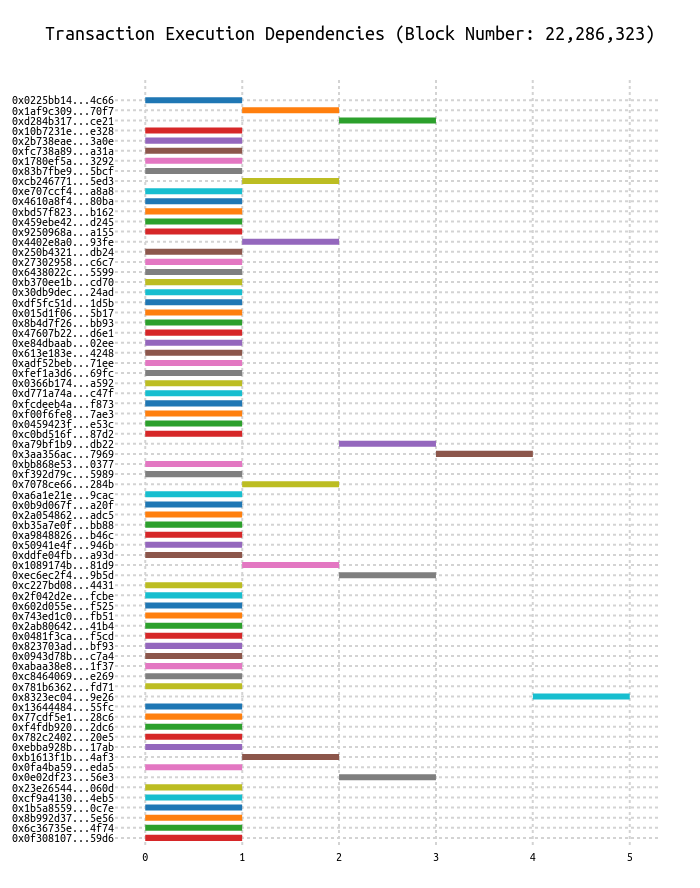 Transaction Execution Dependencies (Block Number: 22,286,323)
0x0225bb14...4c66
0x1af9c309...70f7
0xd284b317...ce21
0x10b7231e...e328
0x2b738eae...3a0e
0xfc738a89...a31a
0x1780ef5a...3292
0x83b7fbe9...5bcf
0xcb246771...5ed3
0xe707ccf4...a8a8
0x4610a8f4...80ba
0xbd57f823...b162
0x459ebe42...d245
0x9250968a...a155
0x4402e8a0...93fe
0x250b4321...db24
0x27302958...c6c7
0x6438022c...5599
0xb370ee1b...cd70
0x30db9dec...24ad
0xdf5fc51d...1d5b
0x015d1f06...5b17
0x8b4d7f26...bb93
0x47607b22...d6e1
0xe84dbaab...02ee
0x613e183e...4248
0xadf52beb...71ee
0xfef1a3d6...69fc
0x0366b174...a592
0xd771a74a...c47f
0xfcdeeb4a...f873
0xf00f6fe8...7ae3
0x0459423f...e53c
0xc0bd516f...87d2
0xa79bf1b9...db22
0x3aa356ac...7969
0xbb868e53...0377
0xf392d79c...5989
0x7078ce66...284b
0xa6a1e21e...9cac
0x0b9d067f...a20f
0x2a054862...adc5
0xb35a7e0f...bb88
0xa9848826...b46c
0x50941e4f...946b
0xddfe04fb...a93d
0x1089174b...81d9
0xec6ec2f4...9b5d
0xc227bd08...4431
0x2f042d2e...fcbe
0x602d055e...f525
0x743ed1c0...fb51
0x2ab80642...41b4
0x0481f3ca...f5cd
0x823703ad...bf93
0x0943d78b...c7a4
0xabaa38e8...1f37
0xc8464069...e269
0x781b6362...fd71
0x8323ec04...9e26
0x13644484...55fc
0x77cdf5e1...28c6
0xf4fdb920...2dc6
0x782c2402...20e5
0xebba928b...17ab
0xb1613f1b...4af3
0x0fa4ba59...eda5
0x0e02df23...56e3
0x23e26544...060d
0xcf9a4130...4eb5
0x1b5a8559...0c7e
0x8b992d37...5e56
0x6c36735e...4f74
0x0f308107...59d6
0 1 2 3 4 5